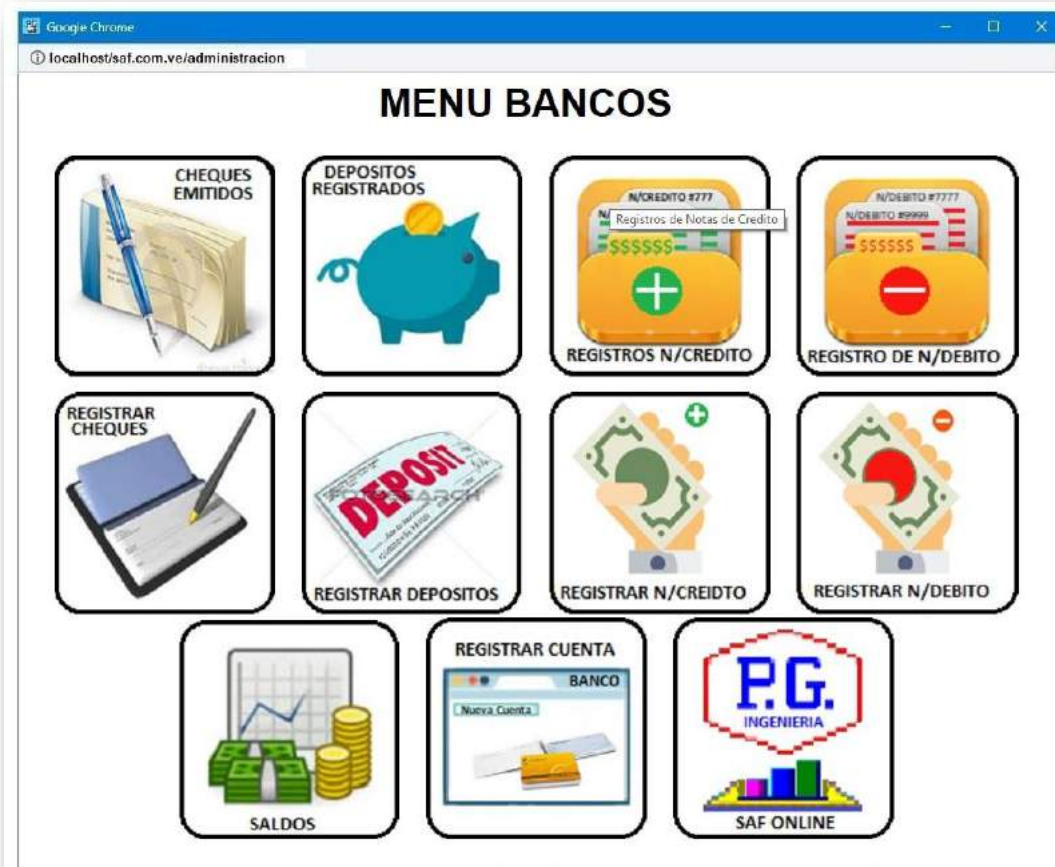 Google Chrome
localhost/saf.com.ve/administracion
MENU BANCOS
CHEQUES
EMITIDOS
DEPOSITOS
REGISTRADOS
N/CREDITO #777
Registros de Notas de Credito
$$$$$$
REGISTROS N/CREDITO
N/DEBITO #7777
N/DEBITO #9999
$$$$$$
REGISTRO DE N/DEBITO
REGISTRAR
CHEQUES
DEPOSIT
FOTOSEARCH
REGISTRAR DEPOSITOS
REGISTRAR N/CREIDTO
REGISTRAR N/DEBITO
SALDOS
REGISTRAR CUENTA
BANCO
Nueva Cuenta
P.G.
INGENIERIA
SAF ONLINE